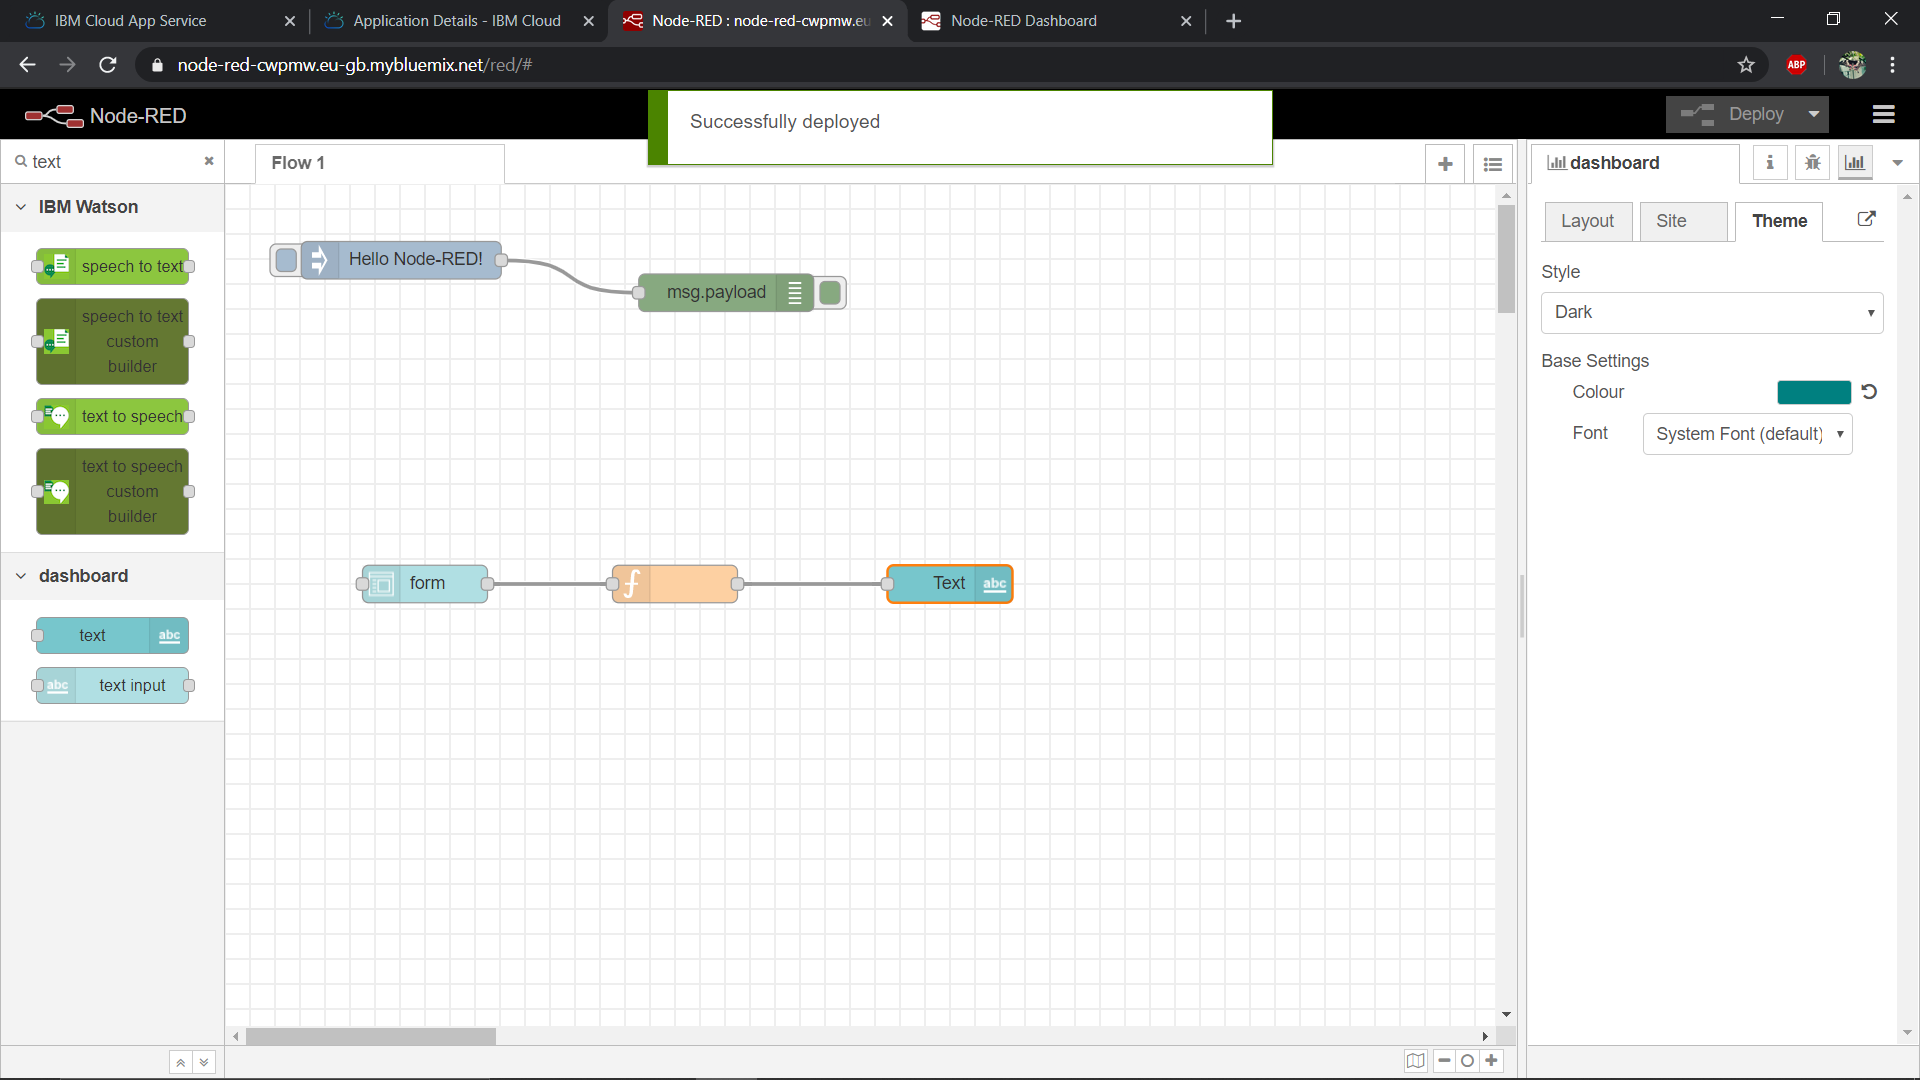 IBM Cloud App Service
Application Details - IBM Cloud
Node-RED : node-red-cwpmw.eu
Node-RED Dashboard
node-red-cwpmw.eu-gb.mybluemix.net/red/#
ABP
Node-RED
Successfully deployed
Deploy
text
Flow 1
dashboard
IBM Watson
speech to text
speech to text
custom
builder
text to speech
text to speech
custom
builder
dashboard
text
abc
abc
text input
Hello Node-RED!
msg.payload
form
Text
abc
Layout
Site
Theme
Style
Dark
Base Settings
Colour
Font
System Font (default)